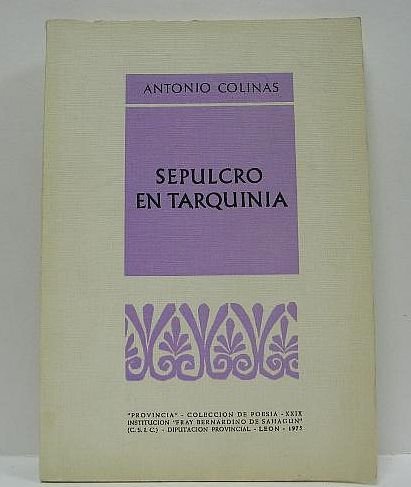 ANTONIO COLINAS
SEPULCRO
EN TARQUINIA
"PROVINCIA" - COLECCION DE POESIA - XXIX
INSTITUCION "FRAY BERNARDINO DE SAHAGUN"
(C. S. I. C.) - DIPUTACION PROVINCIAL - LEON - 1975